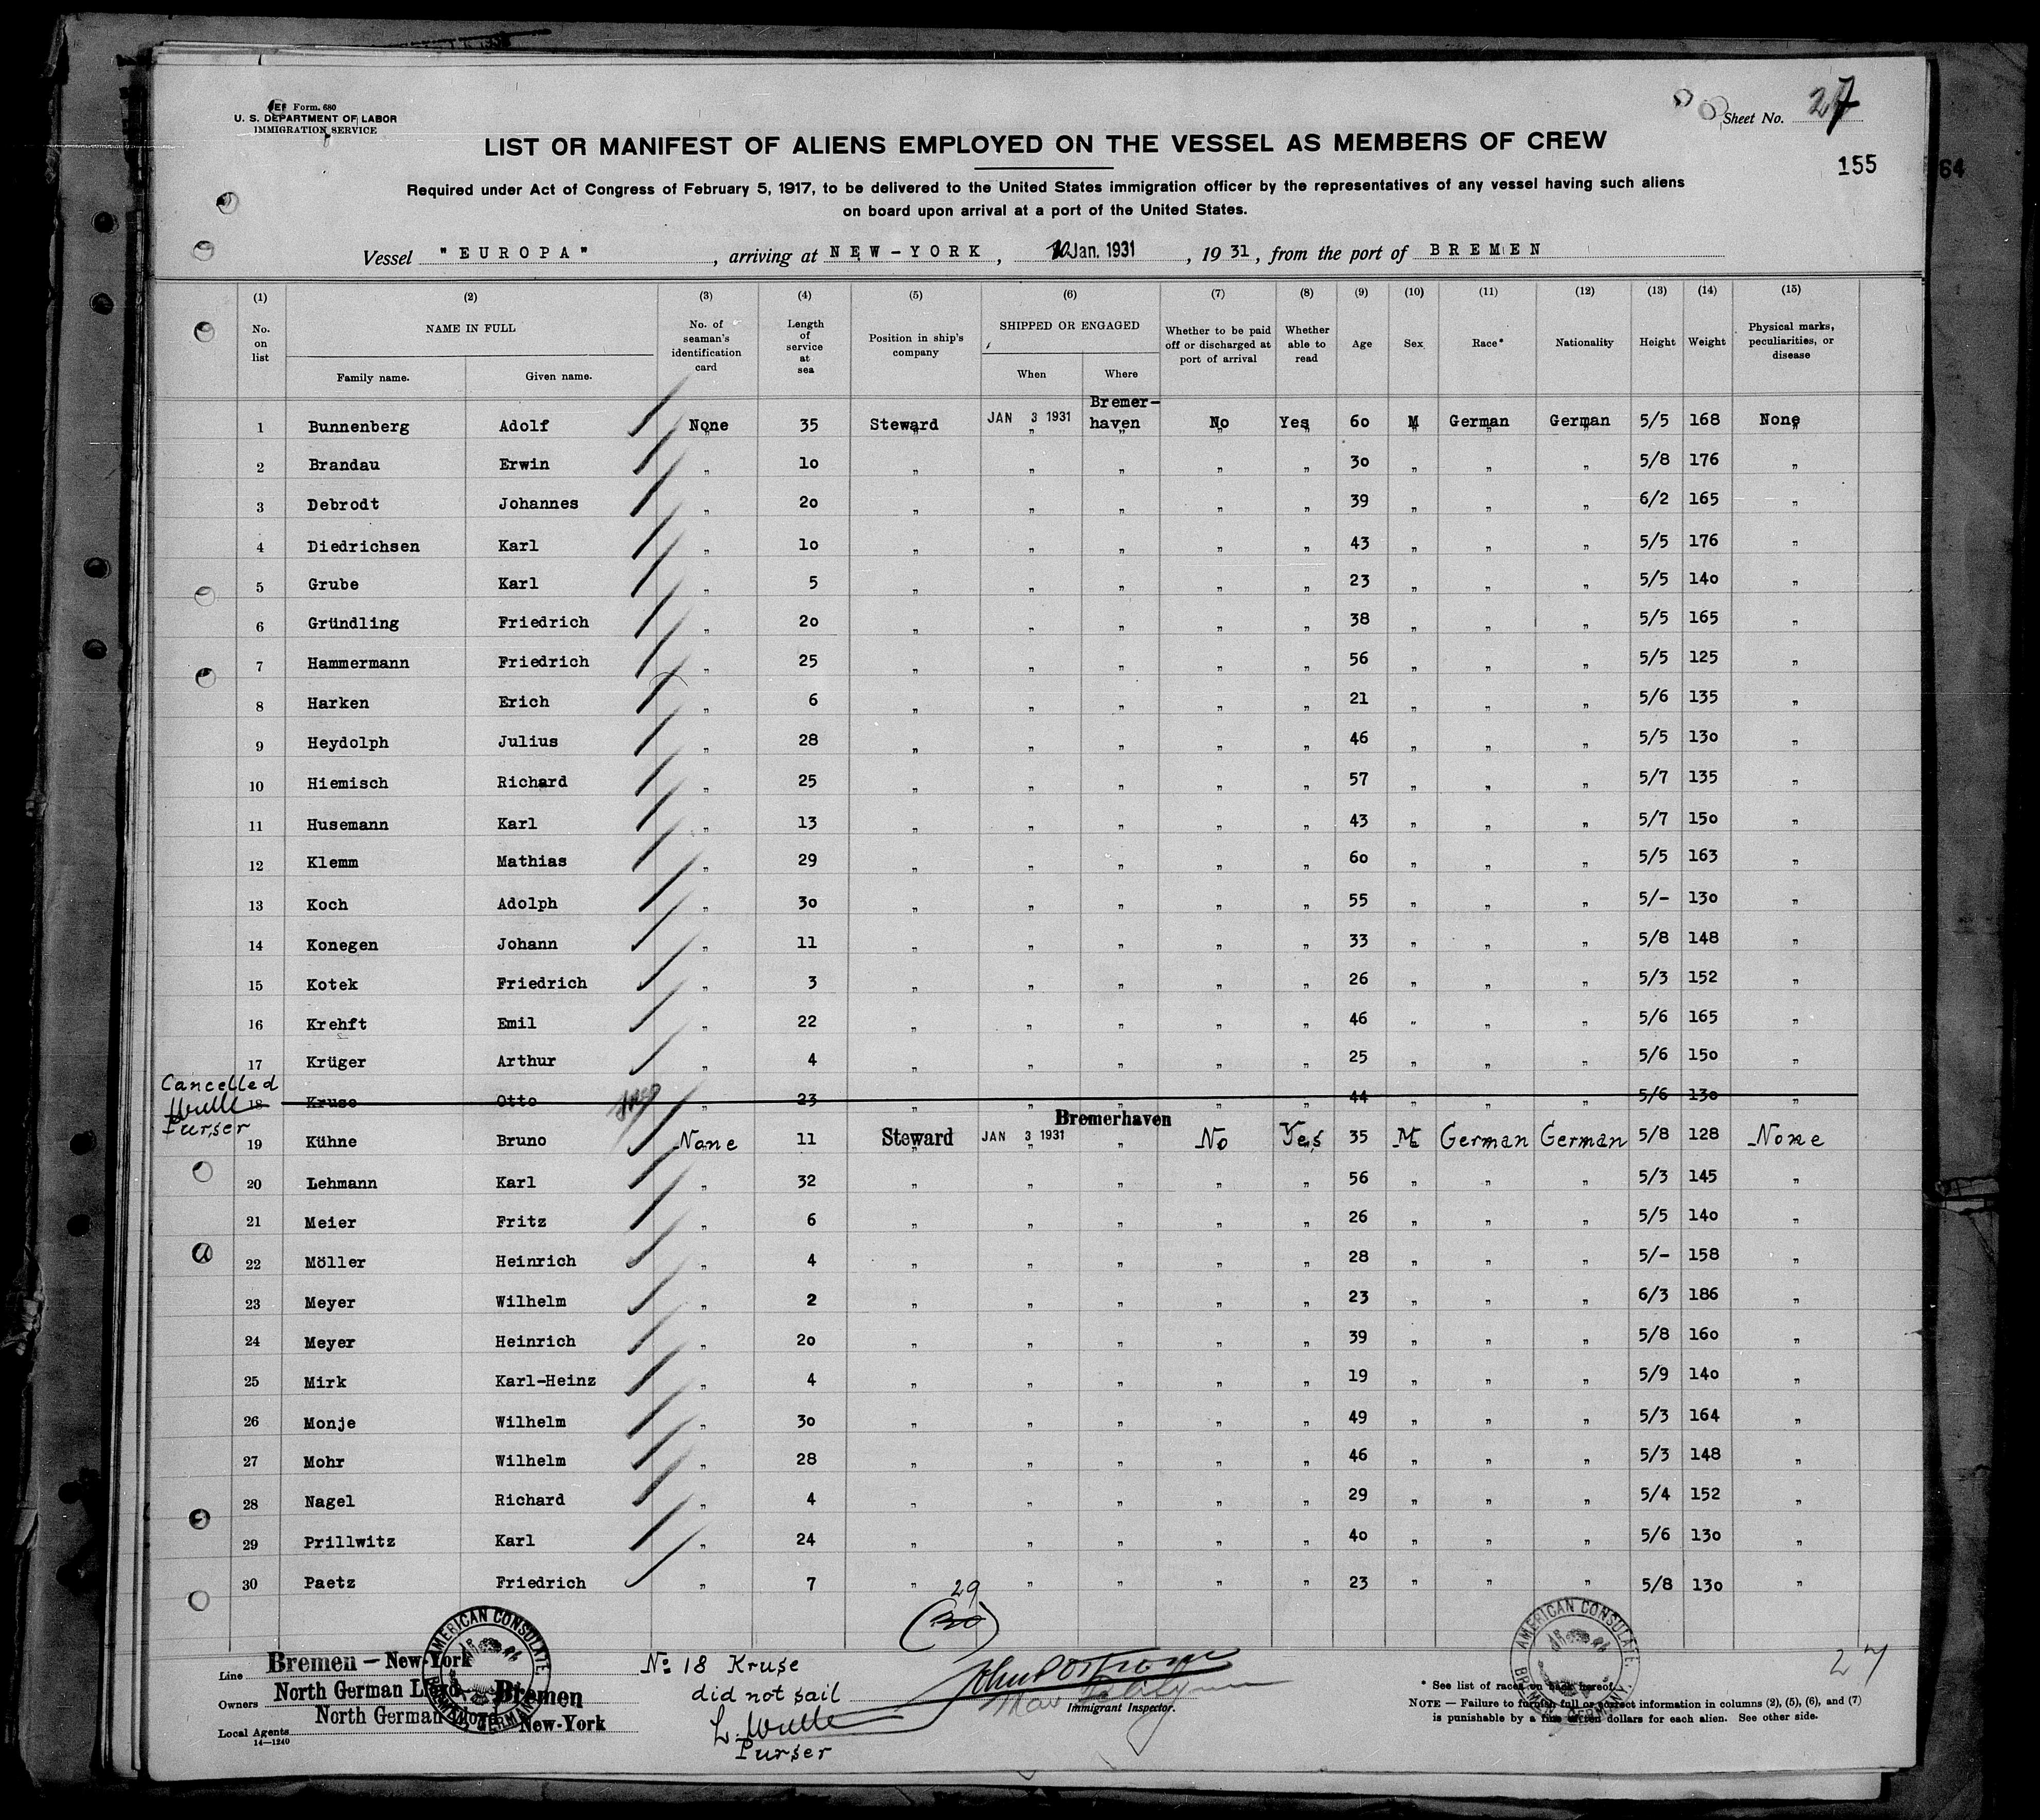 Form 680
U. S. DEPARTMENT OF LABOR
IMMIGRATION SERVICE
Sheet No. 27
155
64
LIST OR MANIFEST OF ALIENS EMPLOYED ON THE VESSEL AS MEMBERS OF CREW
Required under Act of Congress of February 5, 1917, to be delivered to the United States immigration officer by the representatives of any vessel having such aliens
on board upon arrival at a port of the United States.
Vessel "EUROPA", arriving at NEW-YORK, 10 Jan. 1931, 19 31, from the port of BREMEN
(1) (2) (3) (4) (5) (6) (7) (8) (9) (10) (11) (12) (13) (14) (15)
No. on list
NAME IN FULL
Family name. Given name.
No. of seaman's identification card
Length of service at sea
Position in ship's company
SHIPPED OR ENGAGED
When Where
Whether to be paid off or discharged at port of arrival
Whether able to read
Age
Sex
Race*
Nationality
Height
Weight
Physical marks, peculiarities, or disease
1 Bunnenberg Adolf None 35 Steward JAN 3 1931 Bremer-haven No Yes 60 M German German 5/5 168 None
2 Brandau Erwin " 10 " " " " " 30 " " " 5/8 176 "
3 Debrodt Johannes " 20 " " " " " 39 " " " 6/2 165 "
4 Diedrichsen Karl " 10 " " " " " 43 " " " 5/5 176 "
5 Grube Karl " 5 " " " " " 23 " " " 5/5 140 "
6 Gründling Friedrich " 20 " " " " " 38 " " " 5/5 165 "
7 Hammermann Friedrich " 25 " " " " " 56 " " " 5/5 125 "
8 Harken Erich " 6 " " " " " 21 " " " 5/6 135 "
9 Heydolph Julius " 28 " " " " " 46 " " " 5/5 130 "
10 Hiemisch Richard " 25 " " " " " 57 " " " 5/7 135 "
11 Husemann Karl " 13 " " " " " 43 " " " 5/7 150 "
12 Klemm Mathias " 29 " " " " " 60 " " " 5/5 163 "
13 Koch Adolph " 30 " " " " " 55 " " " 5/- 130 "
14 Konegen Johann " 11 " " " " " 33 " " " 5/8 148 "
15 Kotek Friedrich " 3 " " " " " 26 " " " 5/3 152 "
16 Krehft Emil " 22 " " " " " 46 " " " 5/6 165 "
17 Krüger Arthur " 4 " " " " " 25 " " " 5/6 150 "
Cancelled
Wulle
Purser
18 Kruse Otto " 23 " " " " " 44 " " " 5/6 130 "
19 Kühne Bruno None 11 Steward JAN 3 1931 Bremerhaven No Yes 35 M German German 5/8 128 None
20 Lehmann Karl " 32 " " " " " 56 " " " 5/3 145 "
21 Meier Fritz " 6 " " " " " 26 " " " 5/5 140 "
22 Möller Heinrich " 4 " " " " " 28 " " " 5/- 158 "
23 Meyer Wilhelm " 2 " " " " " 23 " " " 6/3 186 "
24 Meyer Heinrich " 20 " " " " " 39 " " " 5/8 160 "
25 Mirk Karl-Heinz " 4 " " " " " 19 " " " 5/9 140 "
26 Monje Wilhelm " 30 " " " " " 49 " " " 5/3 164 "
27 Mohr Wilhelm " 28 " " " " " 46 " " " 5/3 148 "
28 Nagel Richard " 4 " " " " " 29 " " " 5/4 152 "
29 Prillwitz Karl " 24 " " " " " 40 " " " 5/6 130 "
30 Paetz Friedrich " 7 " " " " " 23 " " " 5/8 130 "
29
(30)
Line Bremen - New-York
Owners North German Lloyd Bremen
Local Agents North German Lloyd New-York
14—1240
AMERICAN CONSULATE
BREMEN, GERMANY
No: 18 Kruse
did not sail
L. Wulle
Purser
Immigrant Inspector.
AMERICAN CONSULATE
BREMEN, GERMANY
27
* See list of races on back hereof.
NOTE — Failure to furnish full or correct information in columns (2), (5), (6), and (7)
is punishable by a fine of ten dollars for each alien. See other side.